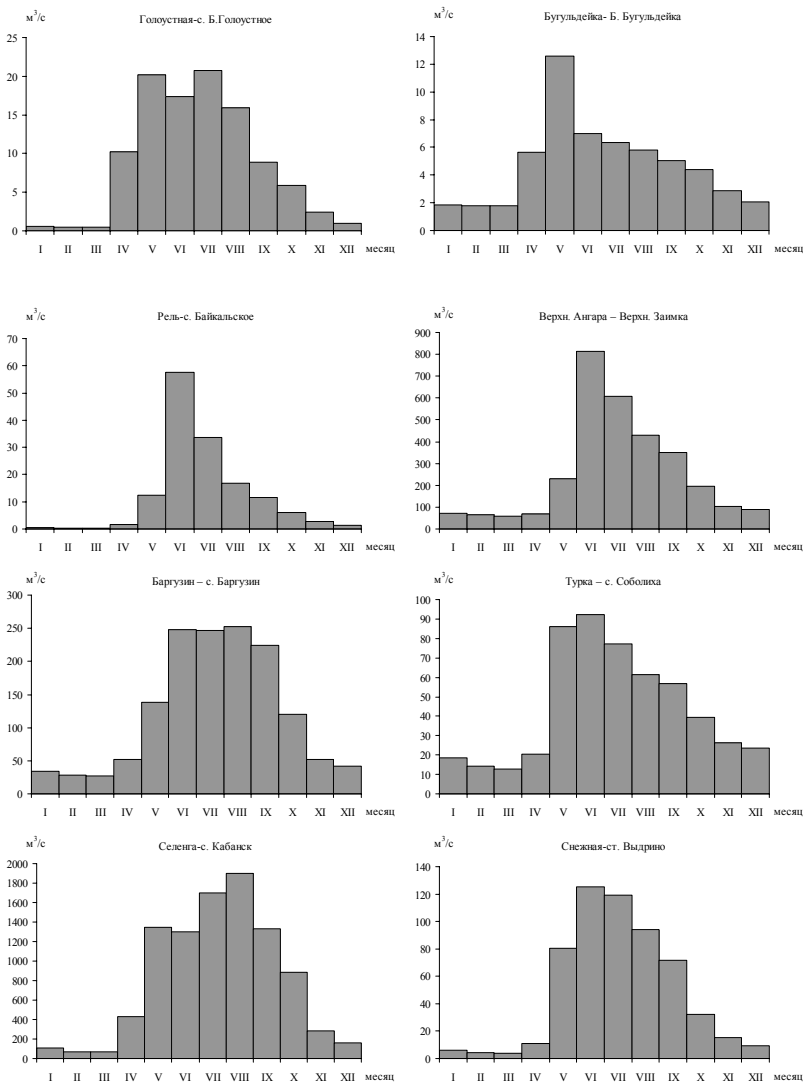 м³/с
Голоустная-с. Б.Голоустное
25
20
15
10
5
0
I II III IV V VI VII VIII IX X XI XII месяц
м³/с
Бугульдейка- Б. Бугульдейка
14
12
10
8
6
4
2
0
I II III IV V VI VII VIII IX X XI XII месяц
м³/с
Рель-с. Байкальское
70
60
50
40
30
20
10
0
I II III IV V VI VII VIII IX X XI XII месяц
м³/с
Верхн. Ангара – Верхн. Заимка
900
800
700
600
500
400
300
200
100
0
I II III IV V VI VII VIII IX X XI XII месяц
м³/с
Баргузин – с. Баргузин
300
250
200
150
100
50
0
I II III IV V VI VII VIII IX X XI XII месяц
м³/с
Турка – с. Соболиха
100
90
80
70
60
50
40
30
20
10
0
I II III IV V VI VII VIII IX X XI XII месяц
м³/с
Селенга-с. Кабанск
2000
1800
1600
1400
1200
1000
800
600
400
200
0
I II III IV V VI VII VIII IX X XI XII месяц
м³/с
Снежная-ст. Выдрино
140
120
100
80
60
40
20
0
I II III IV V VI VII VIII IX X XI XII месяц